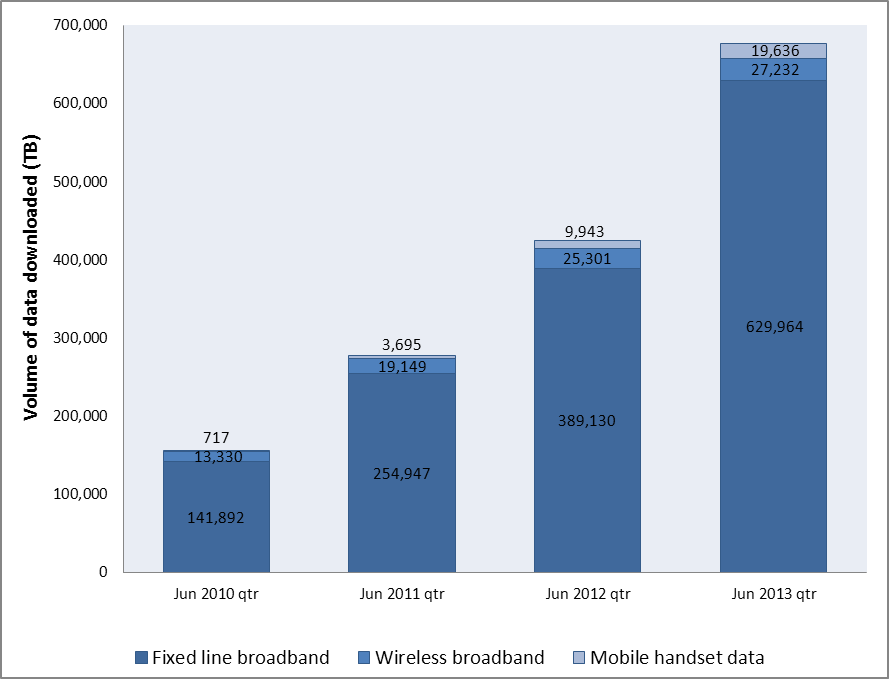 Volume of data downloaded (TB)
700,000
600,000
500,000
400,000
300,000
200,000
100,000
0
717
13,330
141,892
3,695
19,149
254,947
9,943
25,301
389,130
19,636
27,232
629,964
Jun 2010 qtr
Jun 2011 qtr
Jun 2012 qtr
Jun 2013 qtr
Fixed line broadband
Wireless broadband
Mobile handset data